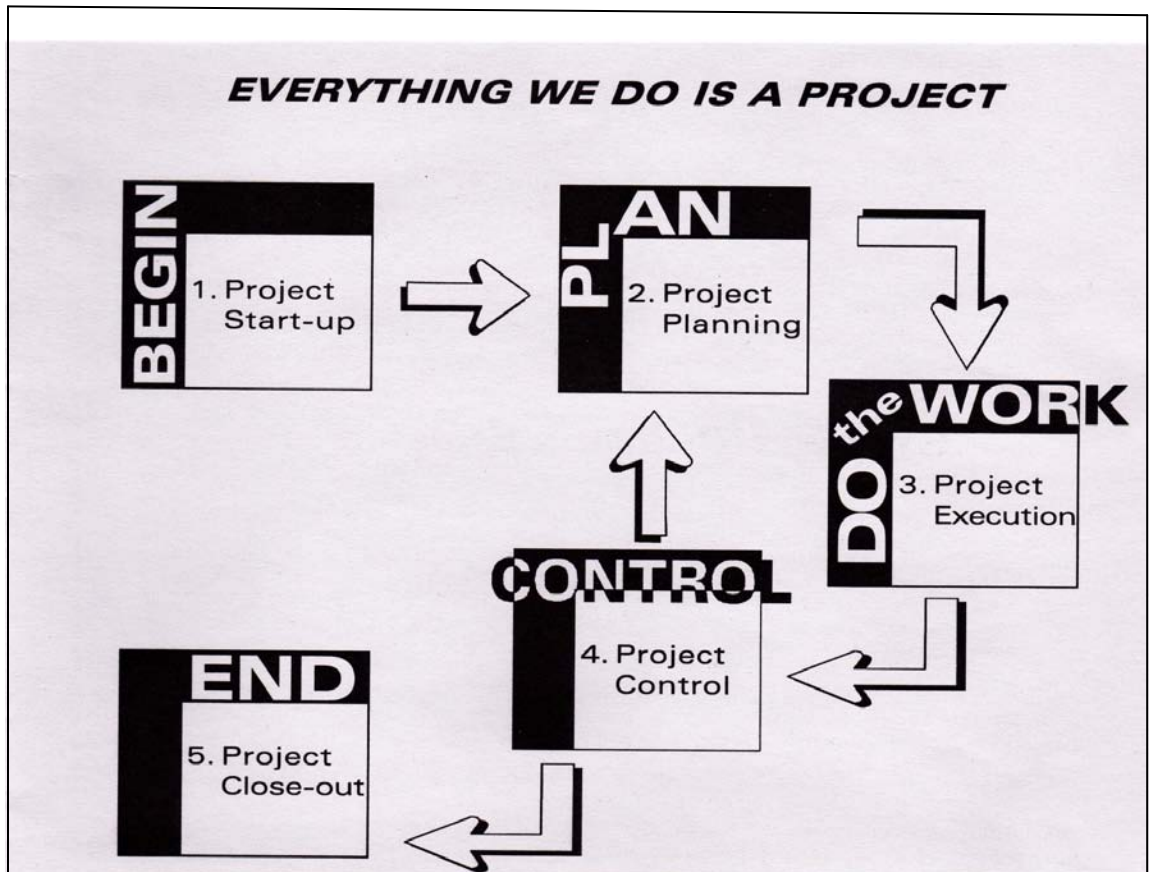 EVERYTHING WE DO IS A PROJECT
BEGIN
1. Project
Start-up
PLAN
2. Project
Planning
DO the WORK
3. Project
Execution
CONTROL
4. Project
Control
END
5. Project
Close-out